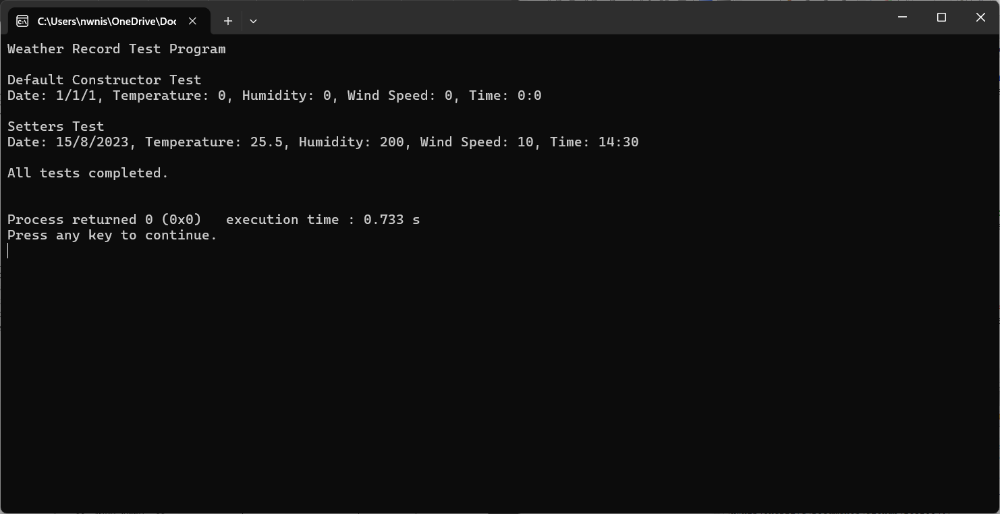 C:\Users\nwnis\OneDrive\Doc
Weather Record Test Program
Default Constructor Test
Date: 1/1/1, Temperature: 0, Humidity: 0, Wind Speed: 0, Time: 0:0
Setters Test
Date: 15/8/2023, Temperature: 25.5, Humidity: 200, Wind Speed: 10, Time: 14:30
All tests completed.
Process returned 0 (0x0)   execution time : 0.733 s
Press any key to continue.